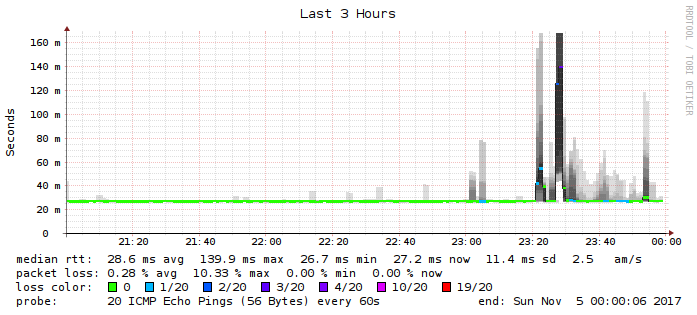 Last 3 Hours
RRDTOOL / TOBI OETIKER
Seconds
160 m
140 m
120 m
100 m
80 m
60 m
40 m
20 m
0
21:20 21:40 22:00 22:20 22:40 23:00 23:20 23:40 00:00
median rtt: 28.6 ms avg 139.9 ms max 26.7 ms min 27.2 ms now 11.4 ms sd 2.5 am/s
packet loss: 0.28 % avg 10.33 % max 0.00 % min 0.00 % now
loss color: 0 1/20 2/20 3/20 4/20 10/20 19/20
probe: 20 ICMP Echo Pings (56 Bytes) every 60s end: Sun Nov 5 00:00:06 2017